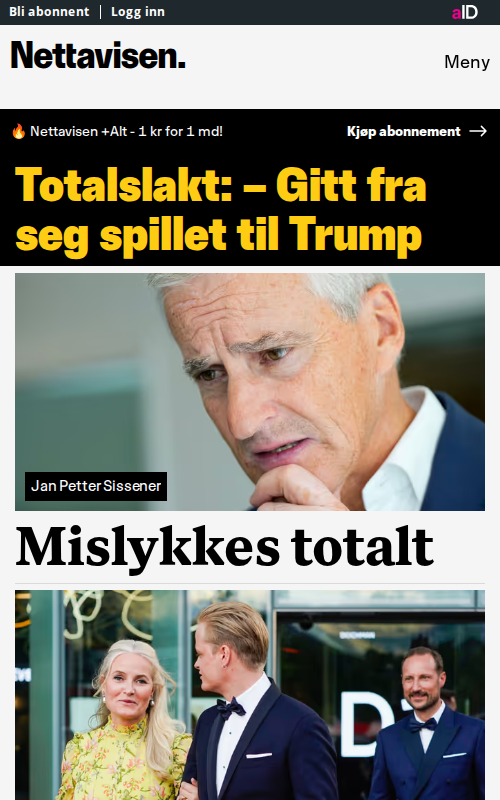 Bli abonnent
Logg inn
aID
Nettavisen.
Meny
🔥 Nettavisen +Alt - 1 kr for 1 md!
Kjøp abonnement →
Totalslakt: – Gitt fra
seg spillet til Trump
Jan Petter Sissener
Mislykkes totalt